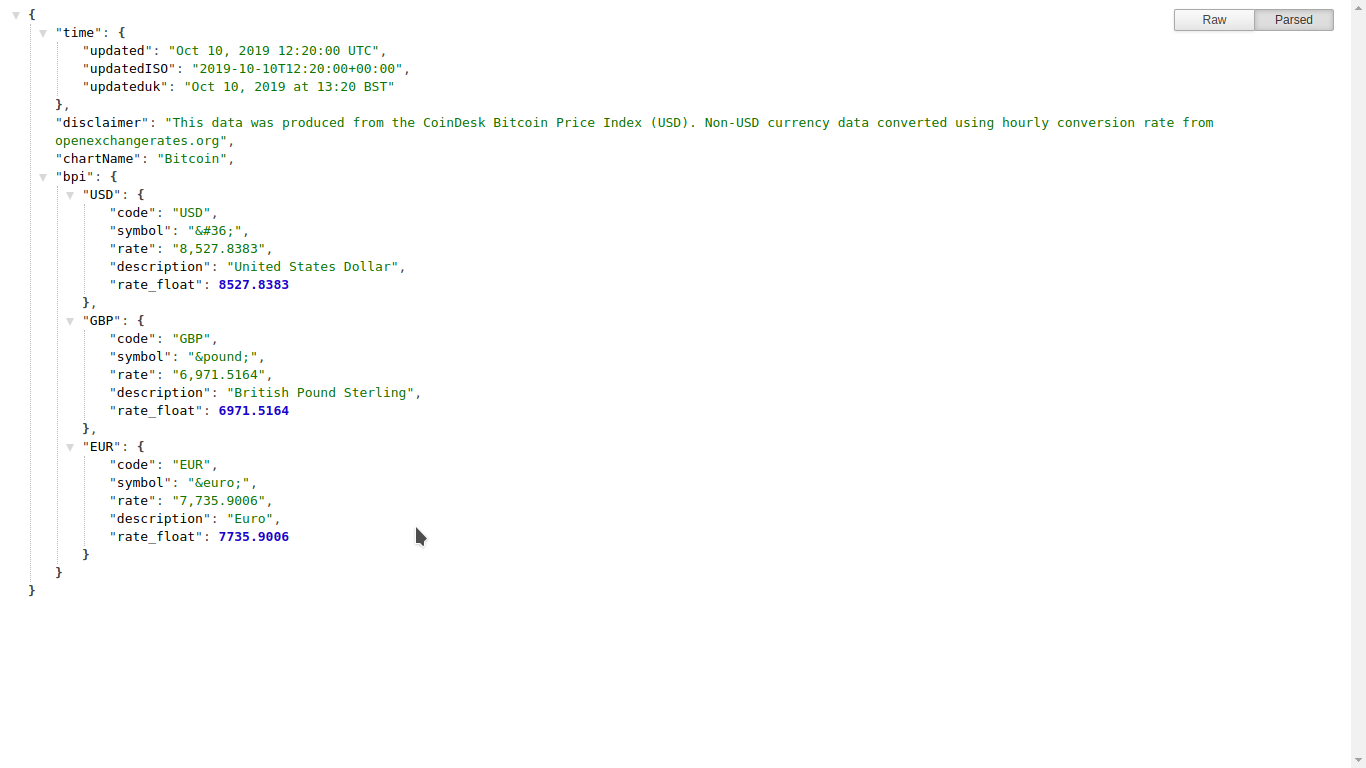 {
"time": {
"updated": "Oct 10, 2019 12:20:00 UTC",
"updatedISO": "2019-10-10T12:20:00+00:00",
"updateduk": "Oct 10, 2019 at 13:20 BST"
},
"disclaimer": "This data was produced from the CoinDesk Bitcoin Price Index (USD). Non-USD currency data converted using hourly conversion rate from
openexchangerates.org",
"chartName": "Bitcoin",
"bpi": {
"USD": {
"code": "USD",
"symbol": "&#36;",
"rate": "8,527.8383",
"description": "United States Dollar",
"rate_float": 8527.8383
},
"GBP": {
"code": "GBP",
"symbol": "&pound;",
"rate": "6,971.5164",
"description": "British Pound Sterling",
"rate_float": 6971.5164
},
"EUR": {
"code": "EUR",
"symbol": "&euro;",
"rate": "7,735.9006",
"description": "Euro",
"rate_float": 7735.9006
}
}
}
Raw Parsed